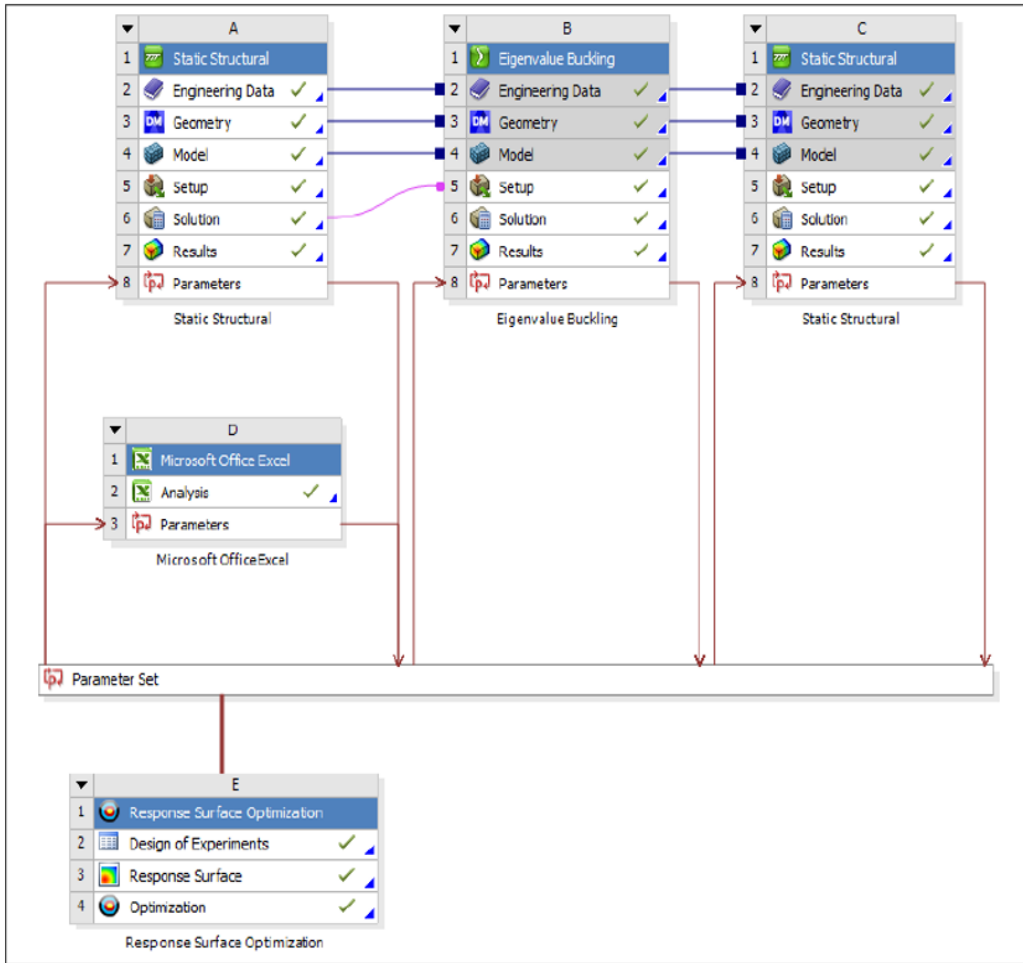 A
1 Static Structural
2 Engineering Data
3 DM Geometry
4 Model
5 Setup
6 Solution
7 Results
8 Parameters
Static Structural
B
1 Eigenvalue Buckling
2 Engineering Data
3 DM Geometry
4 Model
5 Setup
6 Solution
7 Results
8 Parameters
Eigenvalue Buckling
C
1 Static Structural
2 Engineering Data
3 DM Geometry
4 Model
5 Setup
6 Solution
7 Results
8 Parameters
Static Structural
D
1 Microsoft Office Excel
2 Analysis
3 Parameters
Microsoft OfficeExcel
Parameter Set
E
1 Response Surface Optimization
2 Design of Experiments
3 Response Surface
4 Optimization
Response Surface Optimization